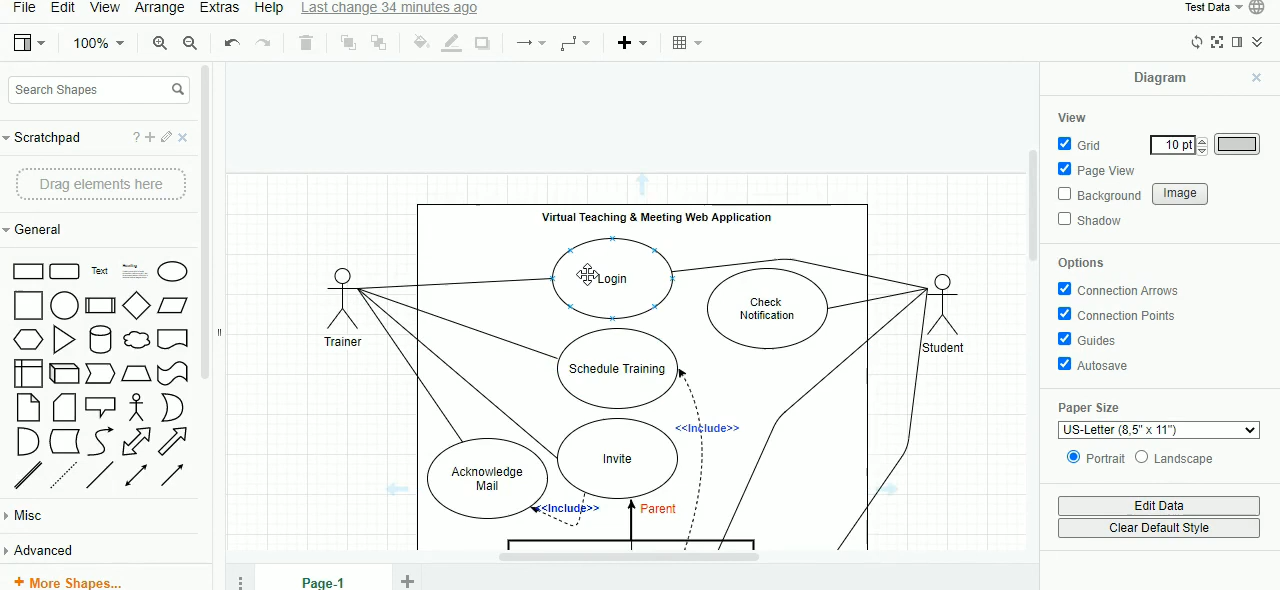 File Edit View Arrange Extras Help Last change 34 minutes ago Test Data
100%
Search Shapes
Scratchpad ?
Drag elements here
General
Text
Heading
Misc
Advanced
+ More Shapes...
Virtual Teaching & Meeting Web Application
Login
Check
Notification
Trainer
Student
Schedule Training
<<Include>>
Invite
Acknowledge
Mail
<<Include>>
Parent
Page-1
Diagram
View
Grid 10 pt
Page View
Background Image
Shadow
Options
Connection Arrows
Connection Points
Guides
Autosave
Paper Size
US-Letter (8,5" x 11")
Portrait Landscape
Edit Data
Clear Default Style